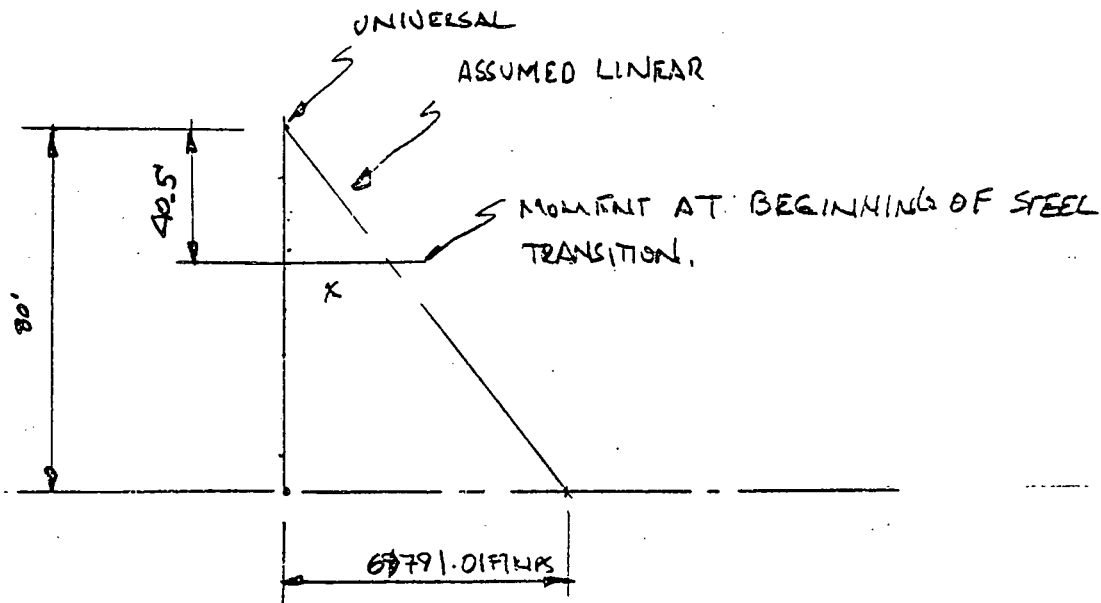 UNIVERSAL
ASSUMED LINEAR
40.5
MOMENT AT BEGINNING OF STEEL
TRANSITION.
x
80'